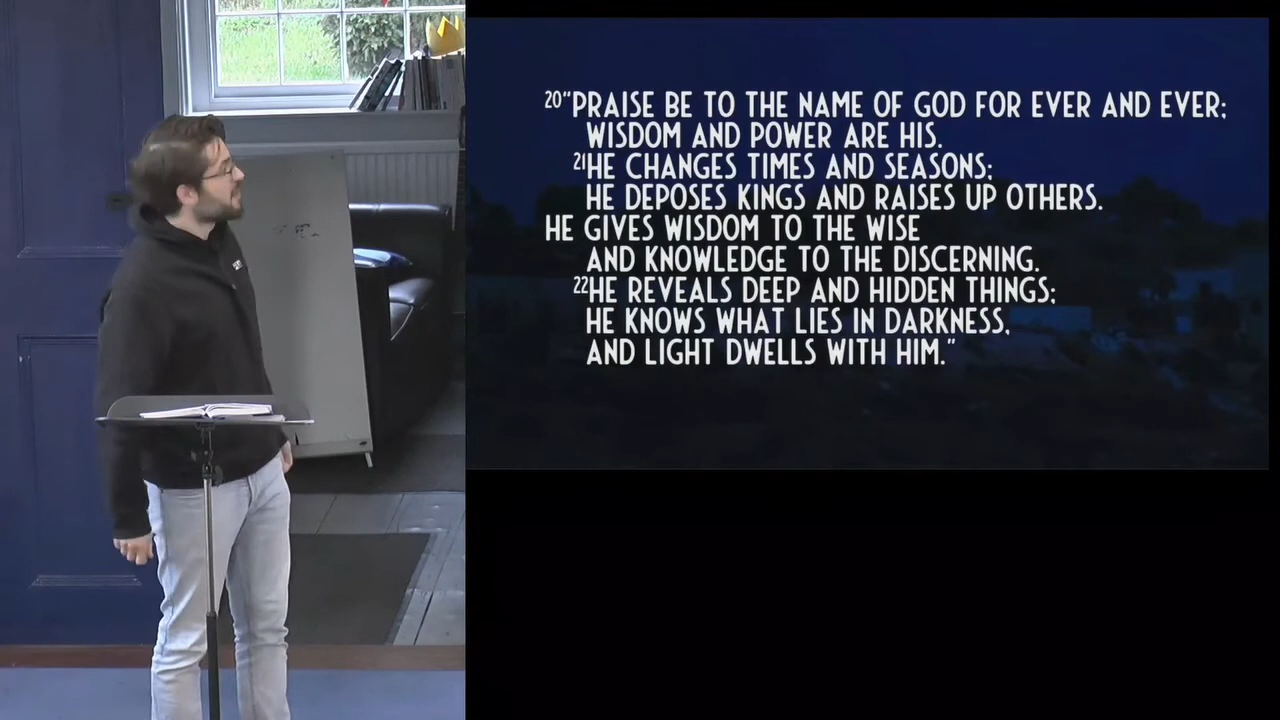 20"PRAISE BE TO THE NAME OF GOD FOR EVER AND EVER;
WISDOM AND POWER ARE HIS.
21HE CHANGES TIMES AND SEASONS;
HE DEPOSES KINGS AND RAISES UP OTHERS.
HE GIVES WISDOM TO THE WISE
AND KNOWLEDGE TO THE DISCERNING.
22HE REVEALS DEEP AND HIDDEN THINGS;
HE KNOWS WHAT LIES IN DARKNESS,
AND LIGHT DWELLS WITH HIM."